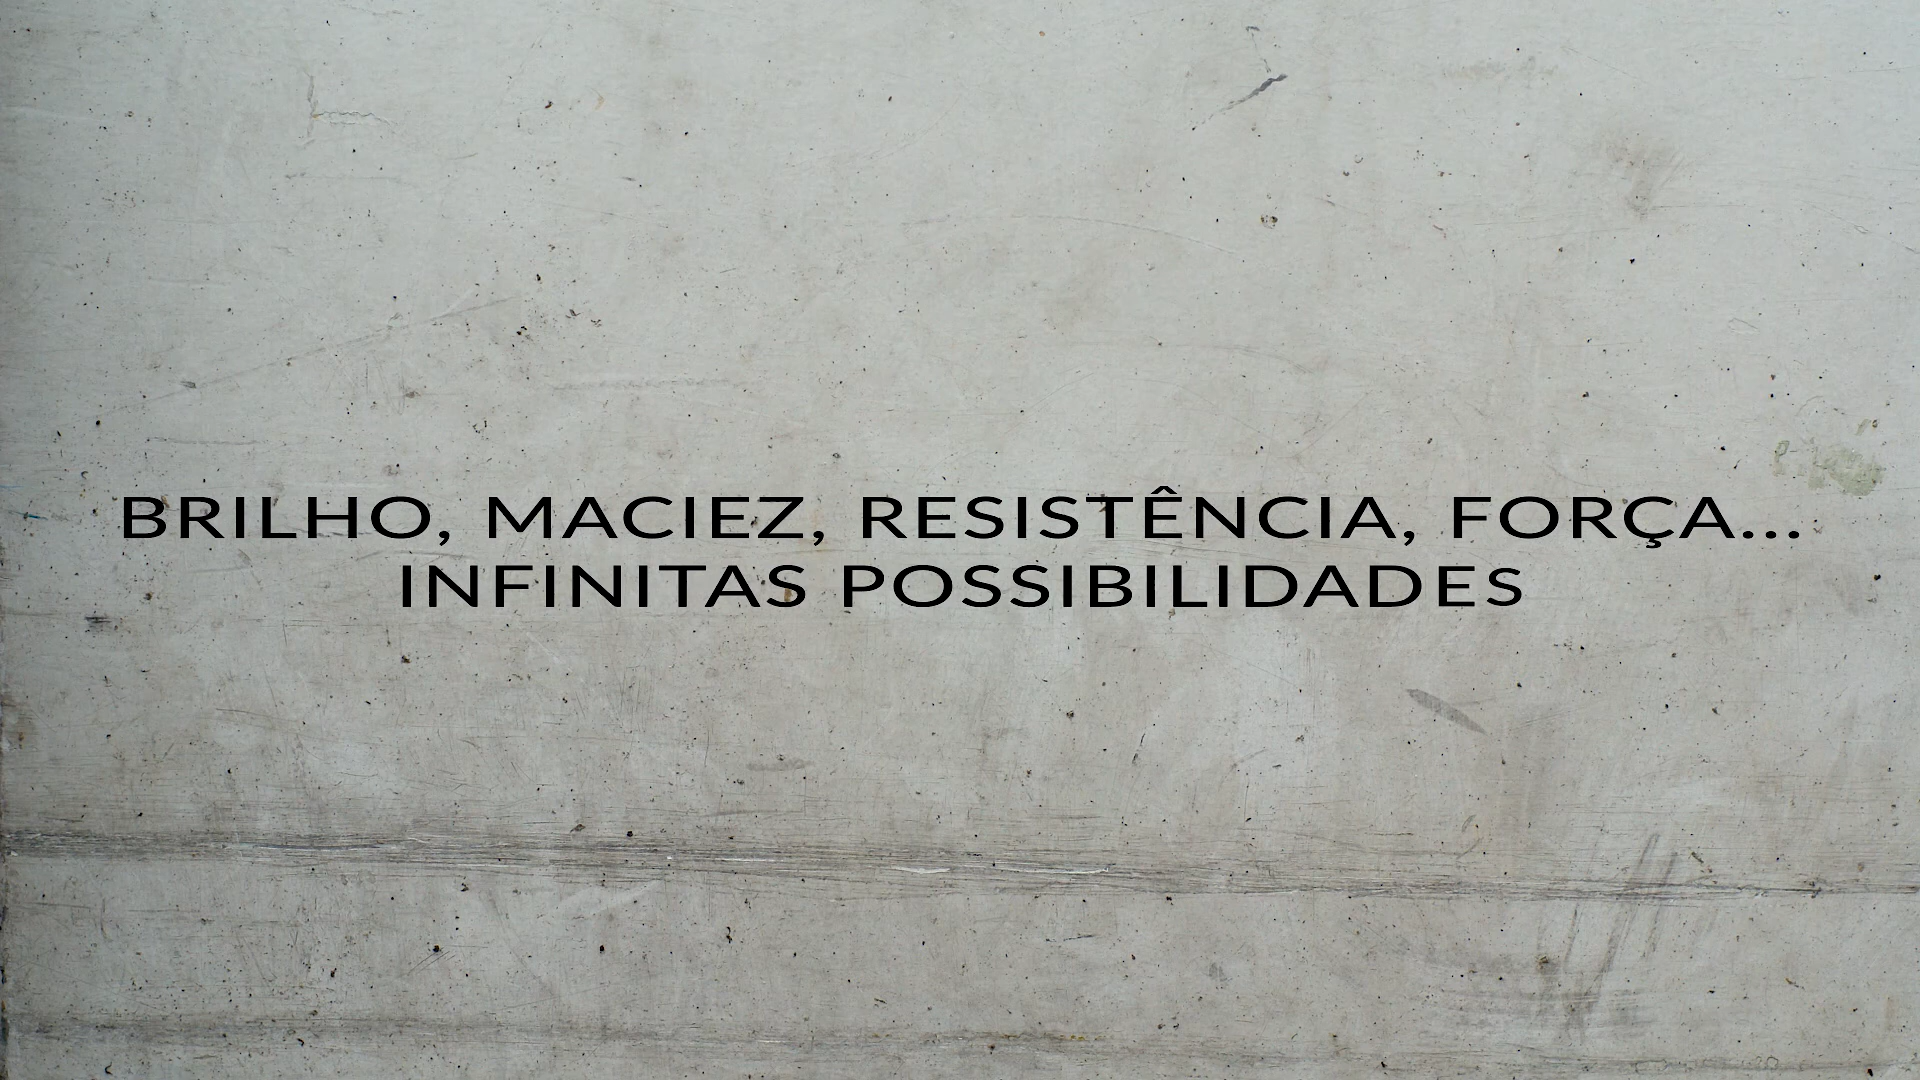 BRILHO, MACIEZ, RESISTÊNCIA, FORÇA...
INFINITAS POSSIBILIDADES